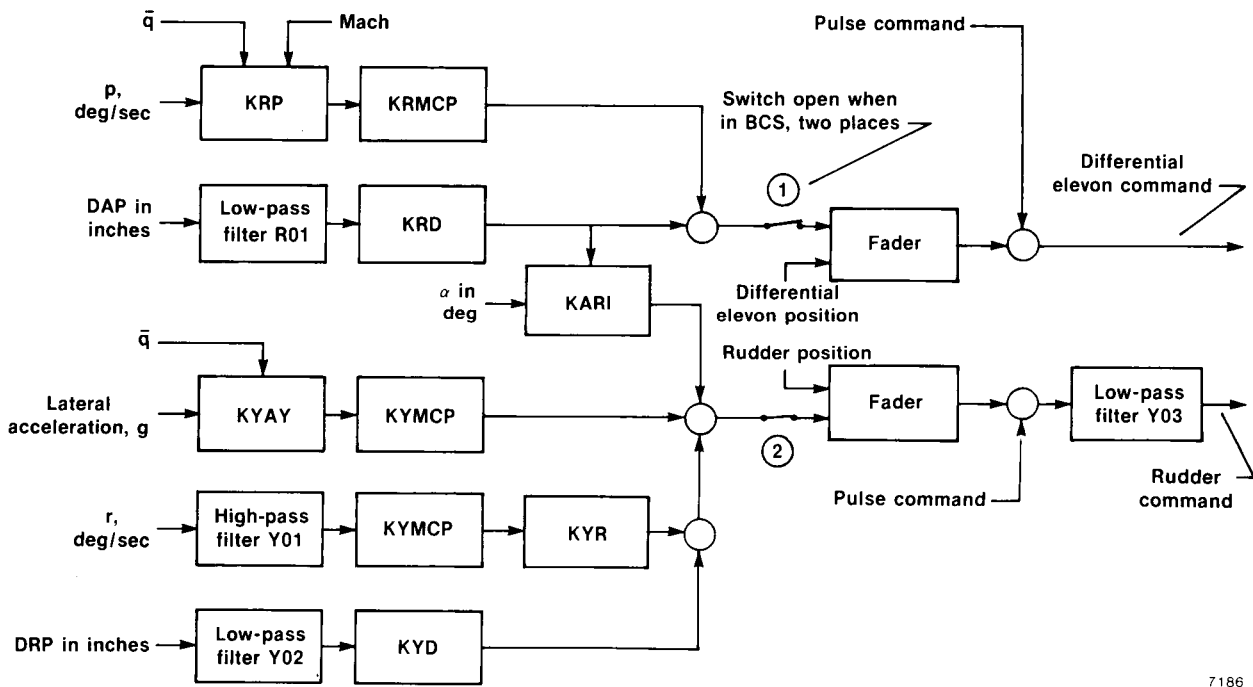 q̄
Mach
Pulse command
p,
deg/sec
KRP
KRMCP
Switch open when
in BCS, two places
1
Differential
elevon command
DAP in
inches
Low-pass
filter R01
KRD
Fader
α in
deg
KARI
Differential
elevon position
q̄
Rudder position
Lateral
acceleration, g
KYAY
KYMCP
Fader
Low-pass
filter Y03
2
Pulse command
Rudder
command
r,
deg/sec
High-pass
filter Y01
KYMCP
KYR
DRP in inches
Low-pass
filter Y02
KYD
7186